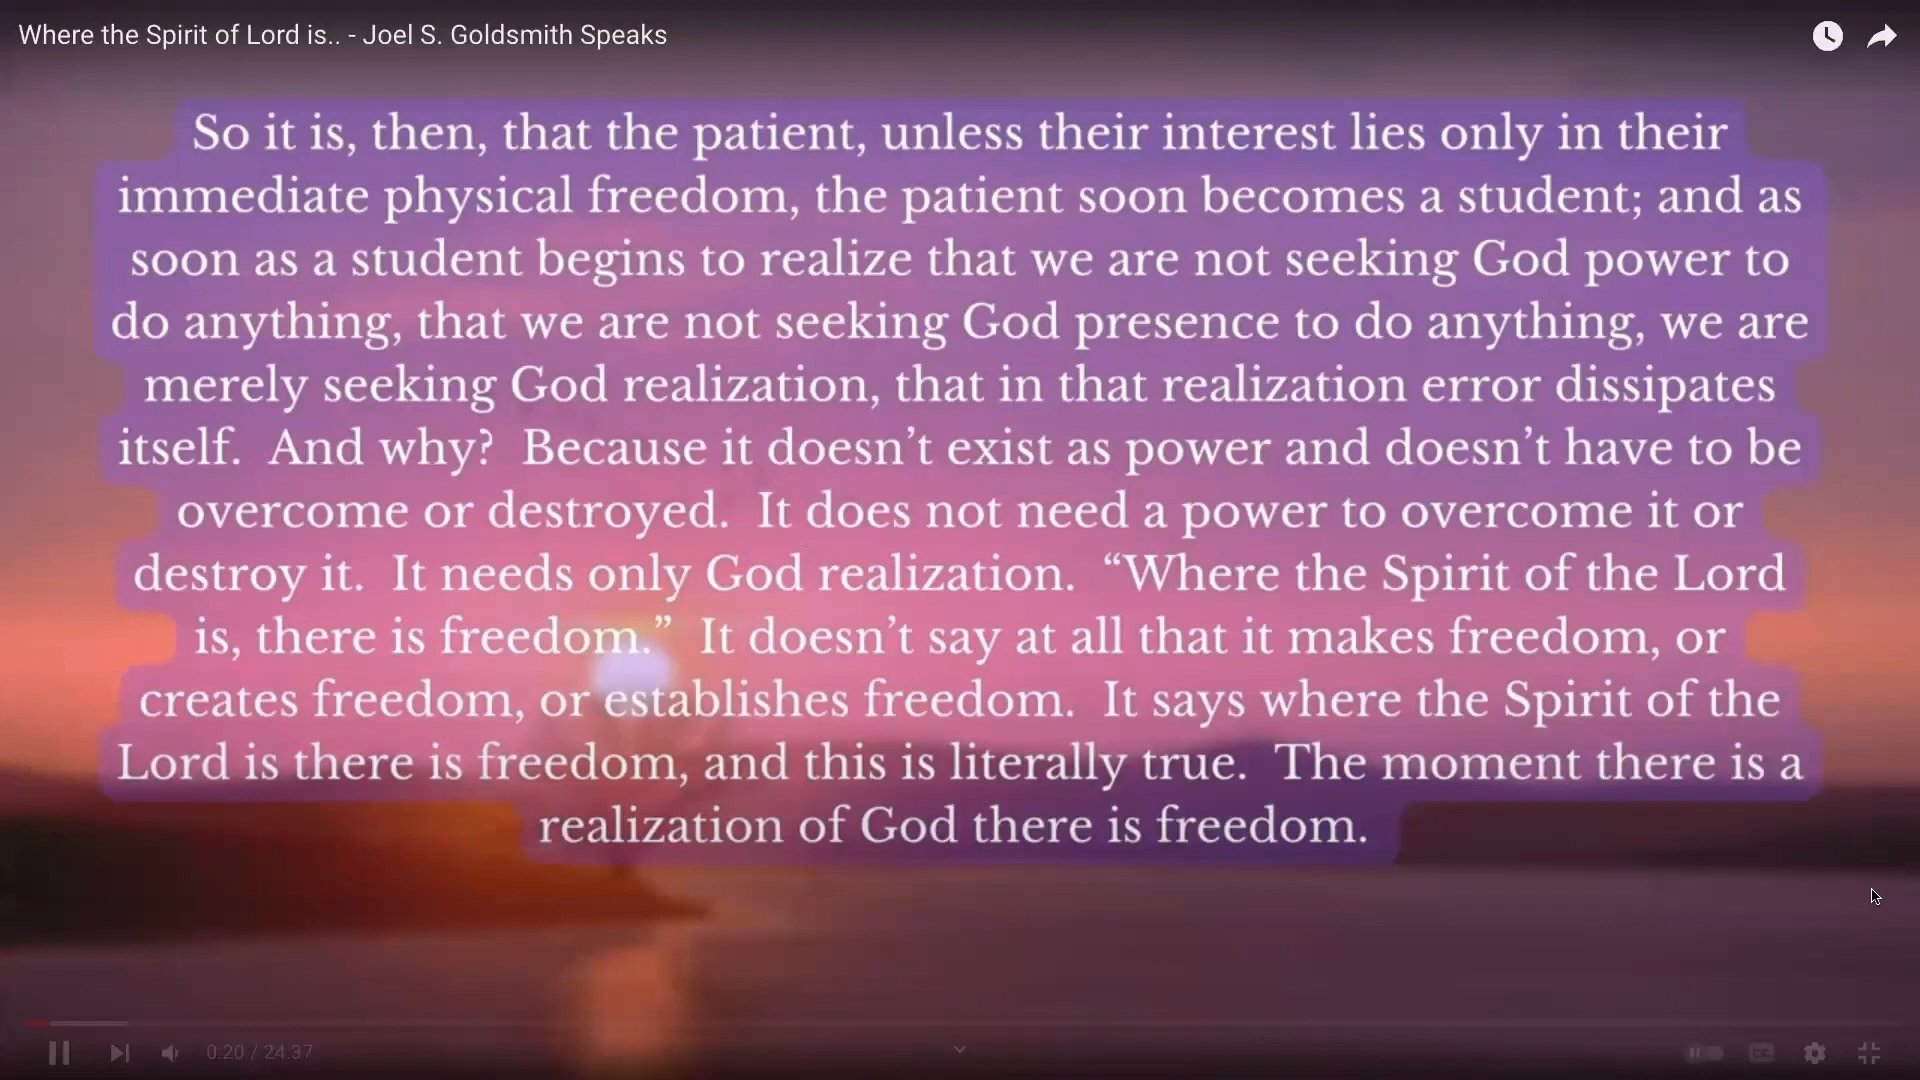 Where the Spirit of Lord is.. - Joel S. Goldsmith Speaks
So it is, then, that the patient, unless their interest lies only in their
immediate physical freedom, the patient soon becomes a student; and as
soon as a student begins to realize that we are not seeking God power to
do anything, that we are not seeking God presence to do anything, we are
merely seeking God realization, that in that realization error dissipates
itself.  And why?  Because it doesn’t exist as power and doesn’t have to be
overcome or destroyed.  It does not need a power to overcome it or
destroy it.  It needs only God realization.  “Where the Spirit of the Lord
is, there is freedom.”  It doesn’t say at all that it makes freedom, or
creates freedom, or establishes freedom.  It says where the Spirit of the
Lord is there is freedom, and this is literally true.  The moment there is a
realization of God there is freedom.
0:20 / 24:37
CC